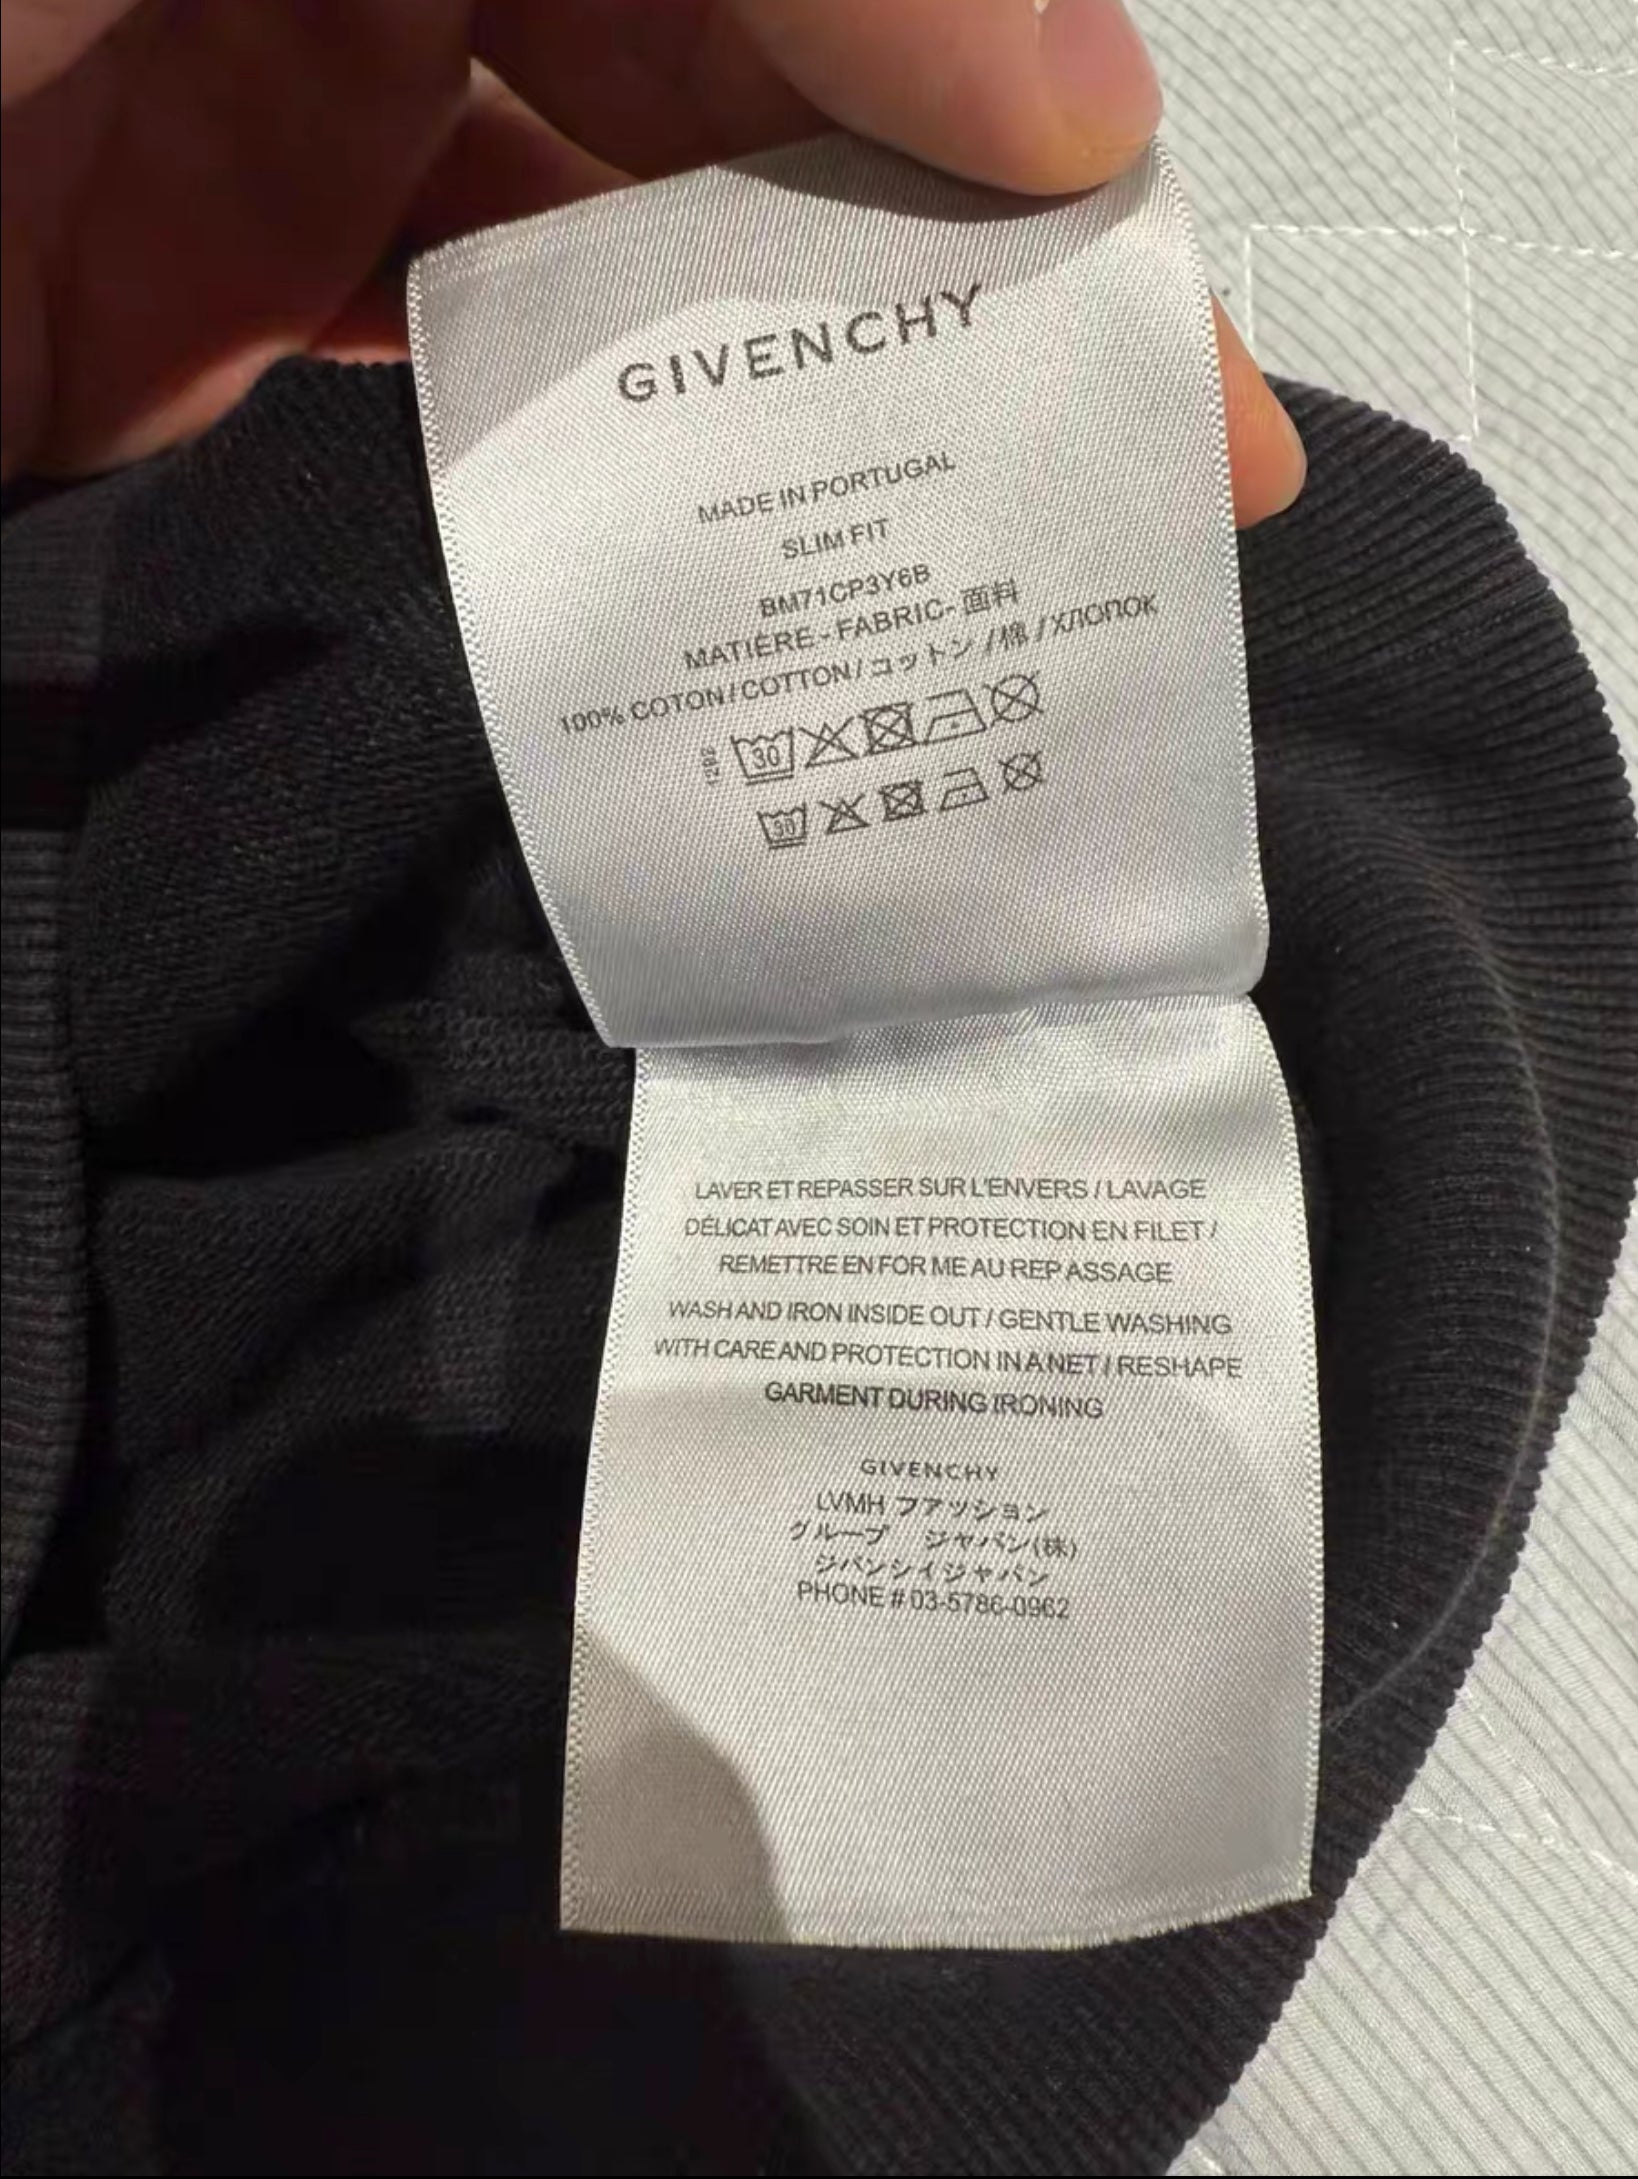 GIVENCHY
MADE IN PORTUGAL
SLIM FIT
BM71CP3Y6B
MATIÈRE - FABRIC - 面料
100% COTON / COTTON / コットン / 棉 / ХЛОПОК
30
30
LAVER ET REPASSER SUR L'ENVERS / LAVAGE
DÉLICAT AVEC SOIN ET PROTECTION EN FILET /
REMETTRE EN FOR ME AU REP ASSAGE
WASH AND IRON INSIDE OUT / GENTLE WASHING
WITH CARE AND PROTECTION IN A NET / RESHAPE
GARMENT DURING IRONING
GIVENCHY
LVMH ファッション
グループ ジャパン(株)
ジバンシイジャパン
PHONE # 03-5786-0962